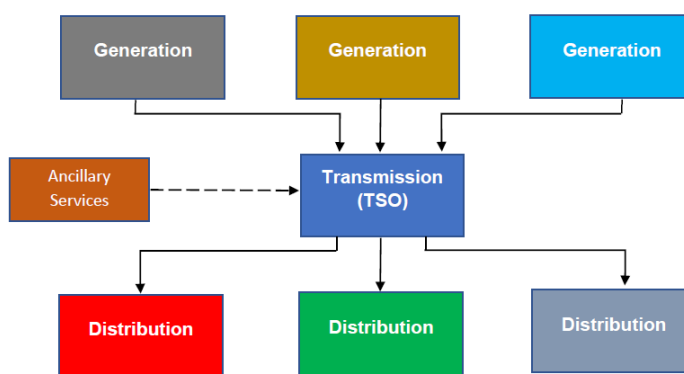 Generation
Generation
Generation
Ancillary
Services
Transmission
(TSO)
Distribution
Distribution
Distribution